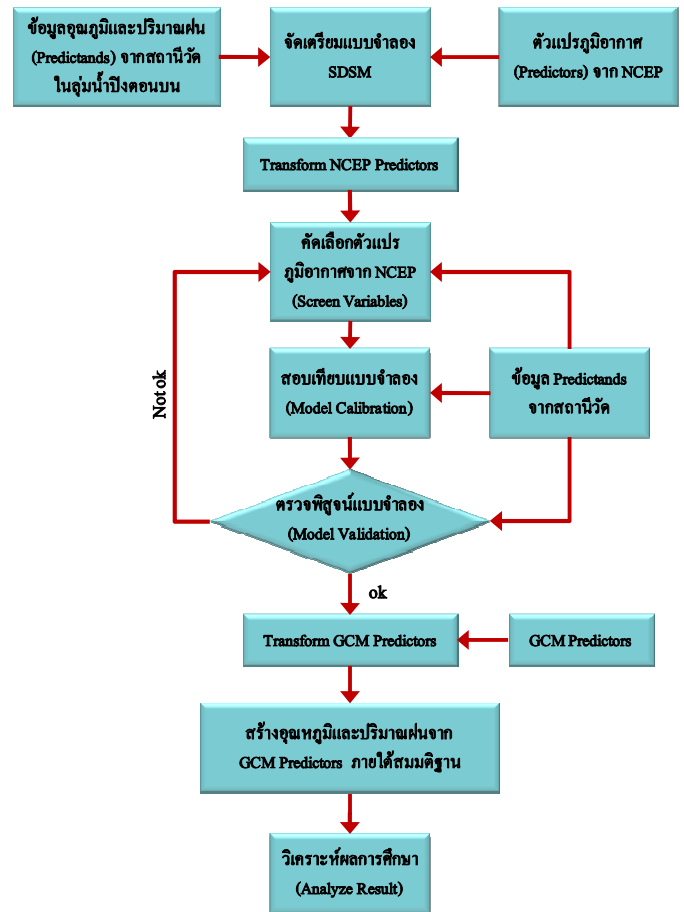 ข้อมูลอุณภูมิและปริมาณฝน
(Predictands) จากสถานีวัด
ในลุ่มน้ำปิงตอนบน
จัดเตรียมแบบจำลอง
SDSM
ตัวแปรภูมิอากาศ
(Predictors) จาก NCEP
Transform NCEP Predictors
คัดเลือกตัวแปร
ภูมิอากาศจาก NCEP
(Screen Variables)
Not ok
สอบเทียบแบบจำลอง
(Model Calibration)
ข้อมูล Predictands
จากสถานีวัด
ตรวจพิสูจน์แบบจำลอง
(Model Validation)
ok
Transform GCM Predictors
GCM Predictors
สร้างอุณหภูมิและปริมาณฝนจาก
GCM Predictors ภายใต้สมมติฐาน
วิเคราะห์ผลการศึกษา
(Analyze Result)